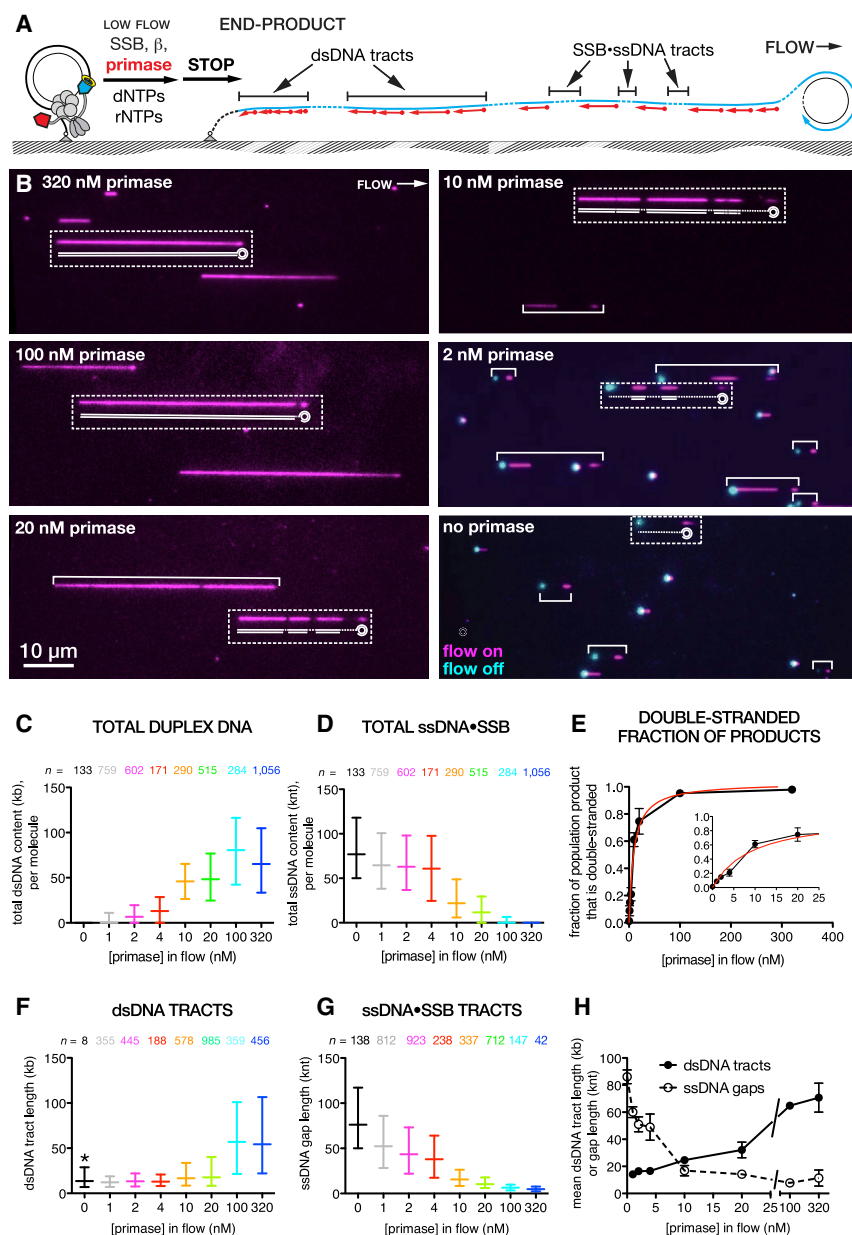 A
LOW FLOW
SSB, β,
primase
dNTPs
rNTPs
STOP
END-PRODUCT
dsDNA tracts
SSB•ssDNA tracts
FLOW
B
320 nM primase
FLOW
10 nM primase
100 nM primase
2 nM primase
20 nM primase
10 µm
no primase
flow on
flow off
C
TOTAL DUPLEX DNA
n = 133 759 602 171 290 515 284 1,056
total dsDNA content (kb),
per molecule
150
100
50
0
0 1 2 4 10 20 100 320
[primase] in flow (nM)
D
TOTAL ssDNA•SSB
n = 133 759 602 171 290 515 284 1,056
total ssDNA content (knt),
per molecule
150
100
50
0
0 1 2 4 10 20 100 320
[primase] in flow (nM)
E
DOUBLE-STRANDED
FRACTION OF PRODUCTS
fraction of population product
that is double-stranded
1.0
0.8
0.6
0.4
0.2
0.0
0 100 200 300 400
[primase] in flow (nM)
1.0
0.8
0.6
0.4
0.2
0.0
0 5 10 15 20 25
F
dsDNA TRACTS
n = 8 355 445 188 578 985 359 456
dsDNA tract length (kb)
150
100
50
0
*
0 1 2 4 10 20 100 320
[primase] in flow (nM)
G
ssDNA•SSB TRACTS
n = 138 812 923 238 337 712 147 42
ssDNA gap length (knt)
150
100
50
0
0 1 2 4 10 20 100 320
[primase] in flow (nM)
H
mean dsDNA tract length (kb)
or gap length (knt)
100
80
60
40
20
0
dsDNA tracts
ssDNA gaps
0 5 10 15 20 25 100 320
[primase] in flow (nM)